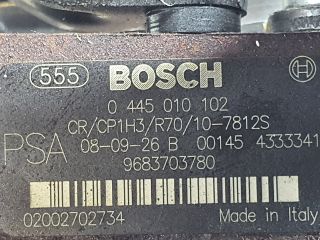 555 BOSCH
0 445 010 102
CR/CP1H3/R70/10-7812S
PSA 08-09-26 B 00145 4333341
9683703780
02002702734 Made in Italy